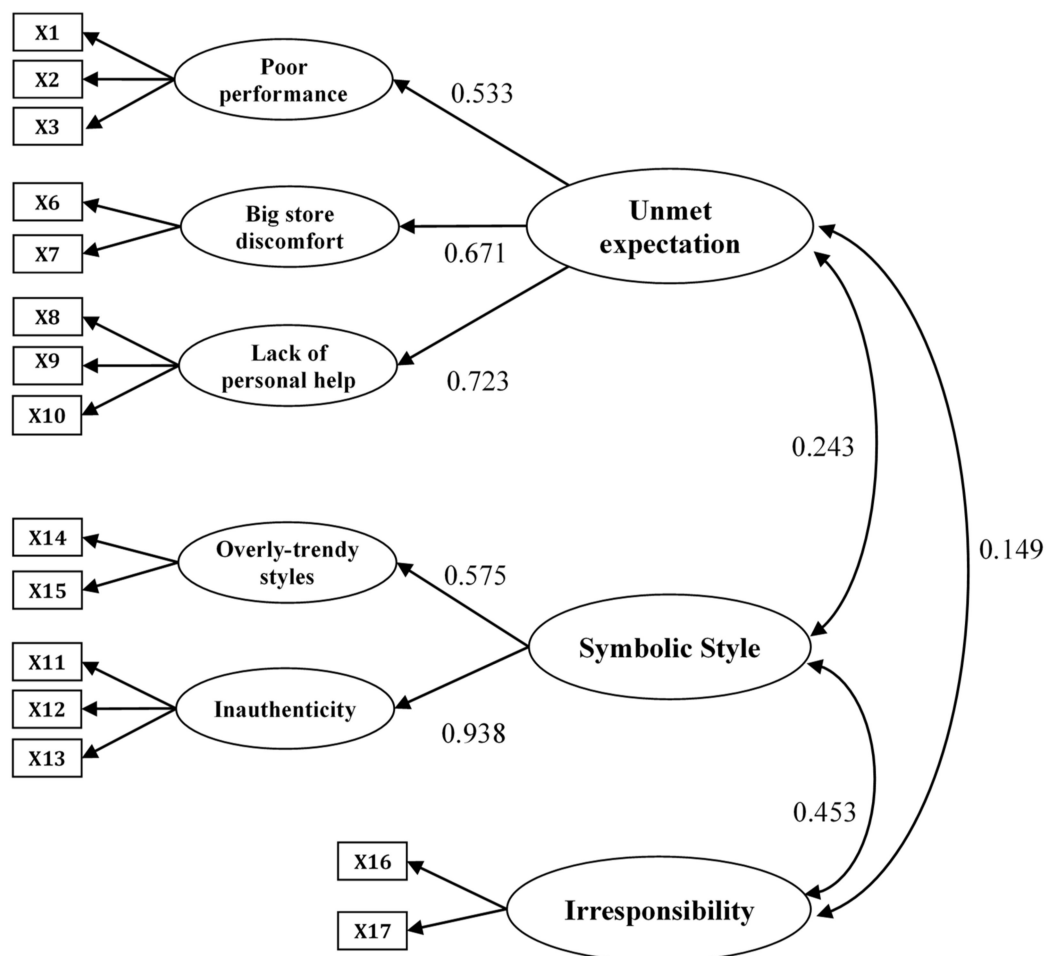 X1
X2
X3
Poor
performance
0.533
X6
X7
Big store
discomfort
0.671
Unmet
expectation
X8
X9
X10
Lack of
personal help
0.723
0.243
0.149
X14
X15
Overly-trendy
styles
0.575
Symbolic Style
X11
X12
X13
Inauthenticity
0.938
0.453
X16
X17
Irresponsibility